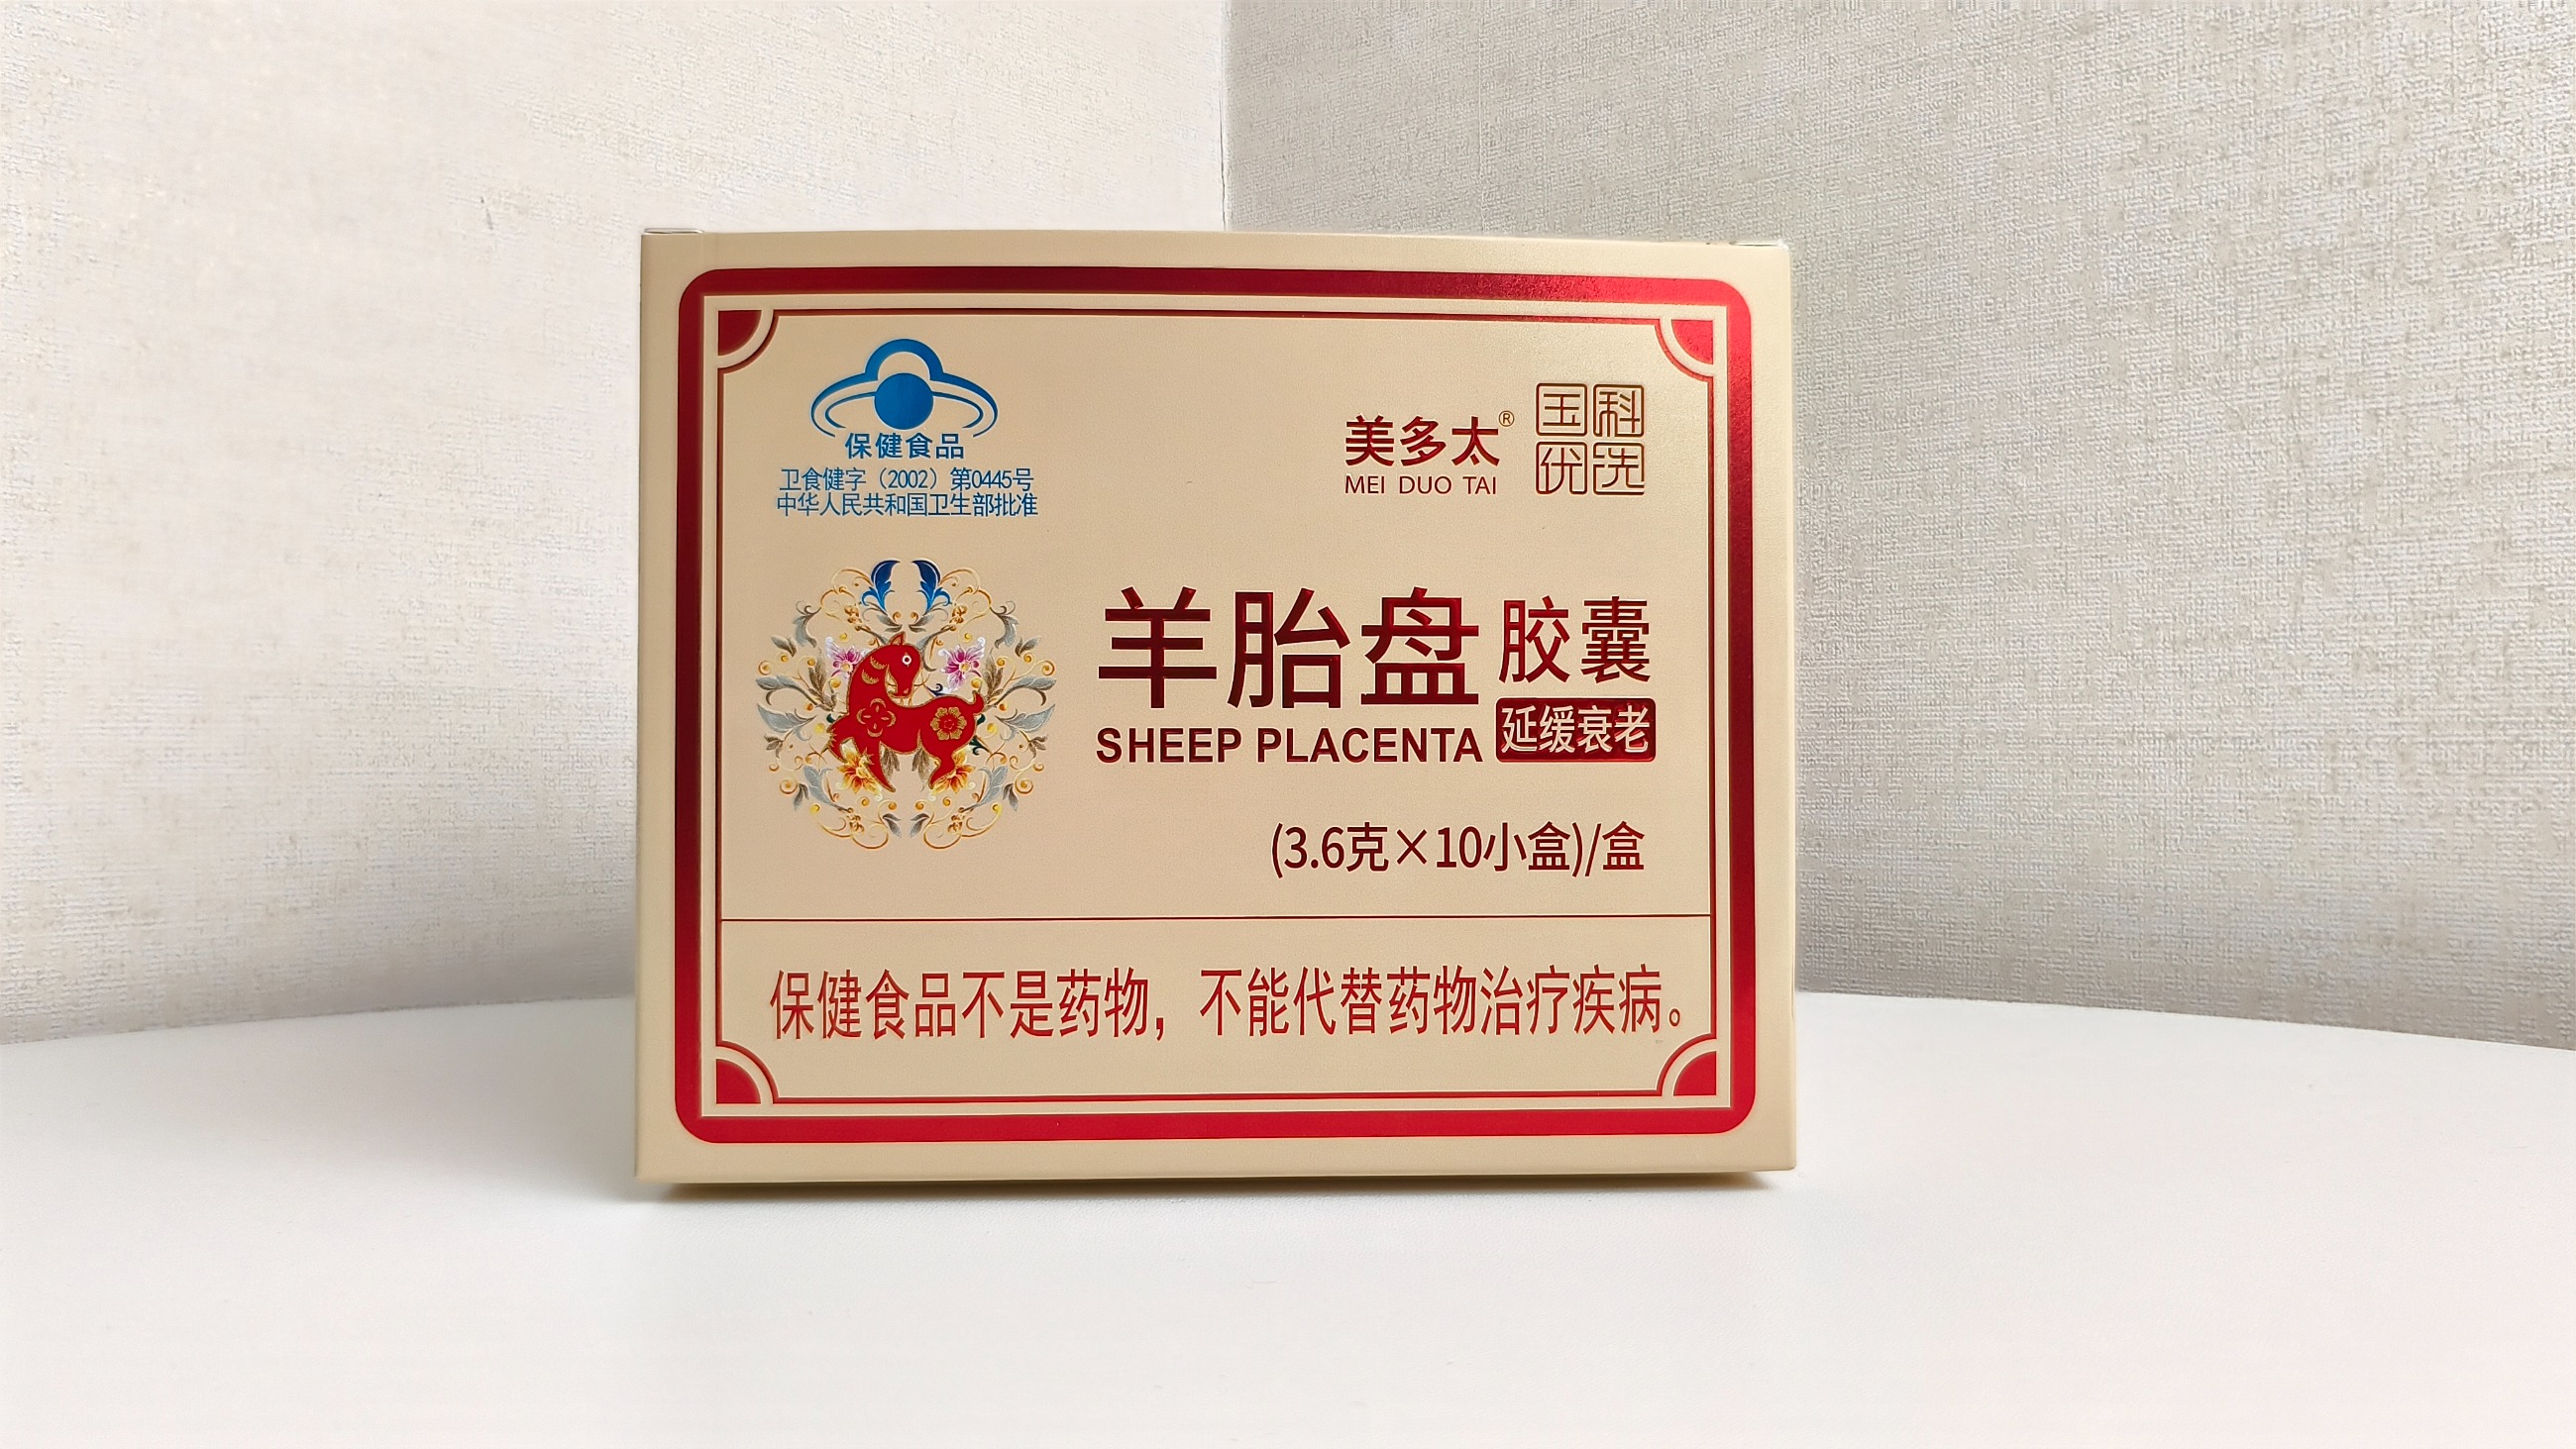 保健食品
卫食健字（2002）第0445号
中华人民共和国卫生部批准
美多太®
MEI DUO TAI
国科
优选
羊胎盘胶囊
SHEEP PLACENTA
延缓衰老
(3.6克×10小盒)/盒
保健食品不是药物，不能代替药物治疗疾病。